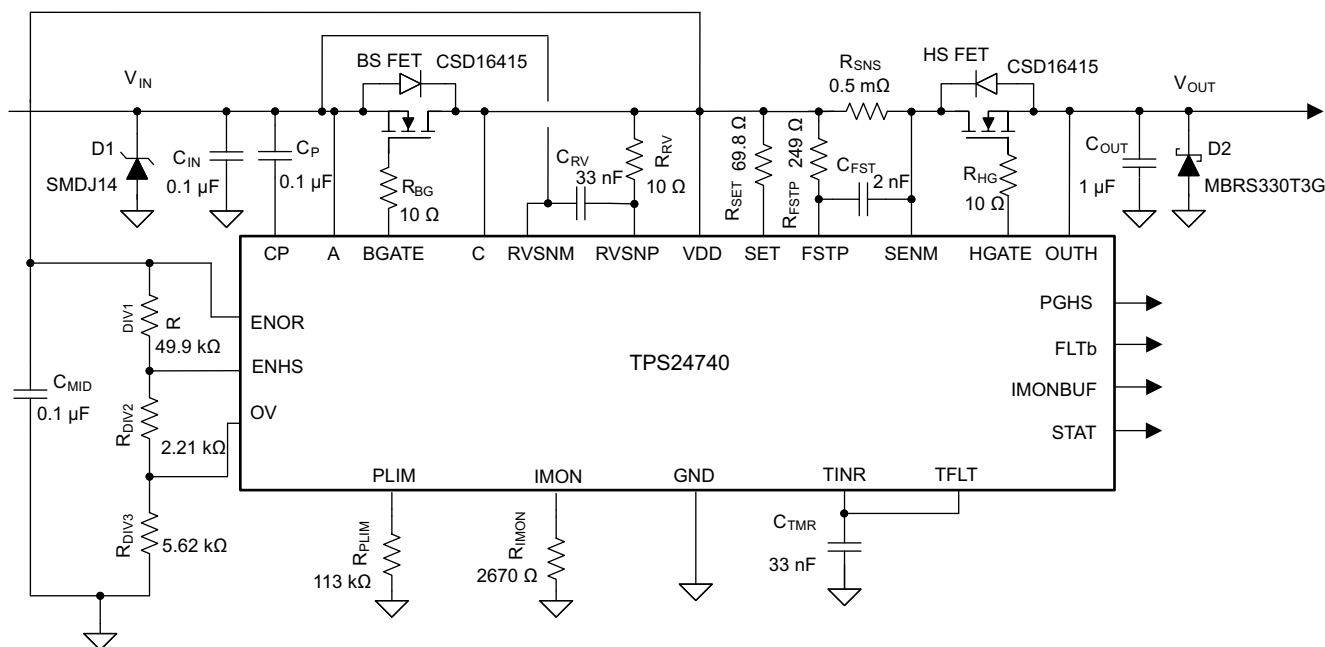 BS FET
CSD16415
HS FET
CSD16415
VIN
RSNS
0.5 mΩ
VOUT
D1
SMDJ14
CIN
0.1 µF
CP
0.1 µF
RBG
10 Ω
CRV
33 nF
RRV
10 Ω
RSET
69.8 Ω
RFSTP
249 Ω
CFST
2 nF
RHG
10 Ω
COUT
1 µF
D2
MBRS330T3G
CP
A
BGATE
C
RVSNM
RVSNP
VDD
SET
FSTP
SENM
HGATE
OUTH
DIV1
R
49.9 kΩ
ENOR
PGHS
TPS24740
FLTb
ENHS
CMID
0.1 µF
IMONBUF
RDIV2
2.21 kΩ
OV
STAT
PLIM
IMON
GND
TINR
TFLT
RDIV3
5.62 kΩ
RPLIM
113 kΩ
RIMON
2670 Ω
CTMR
33 nF